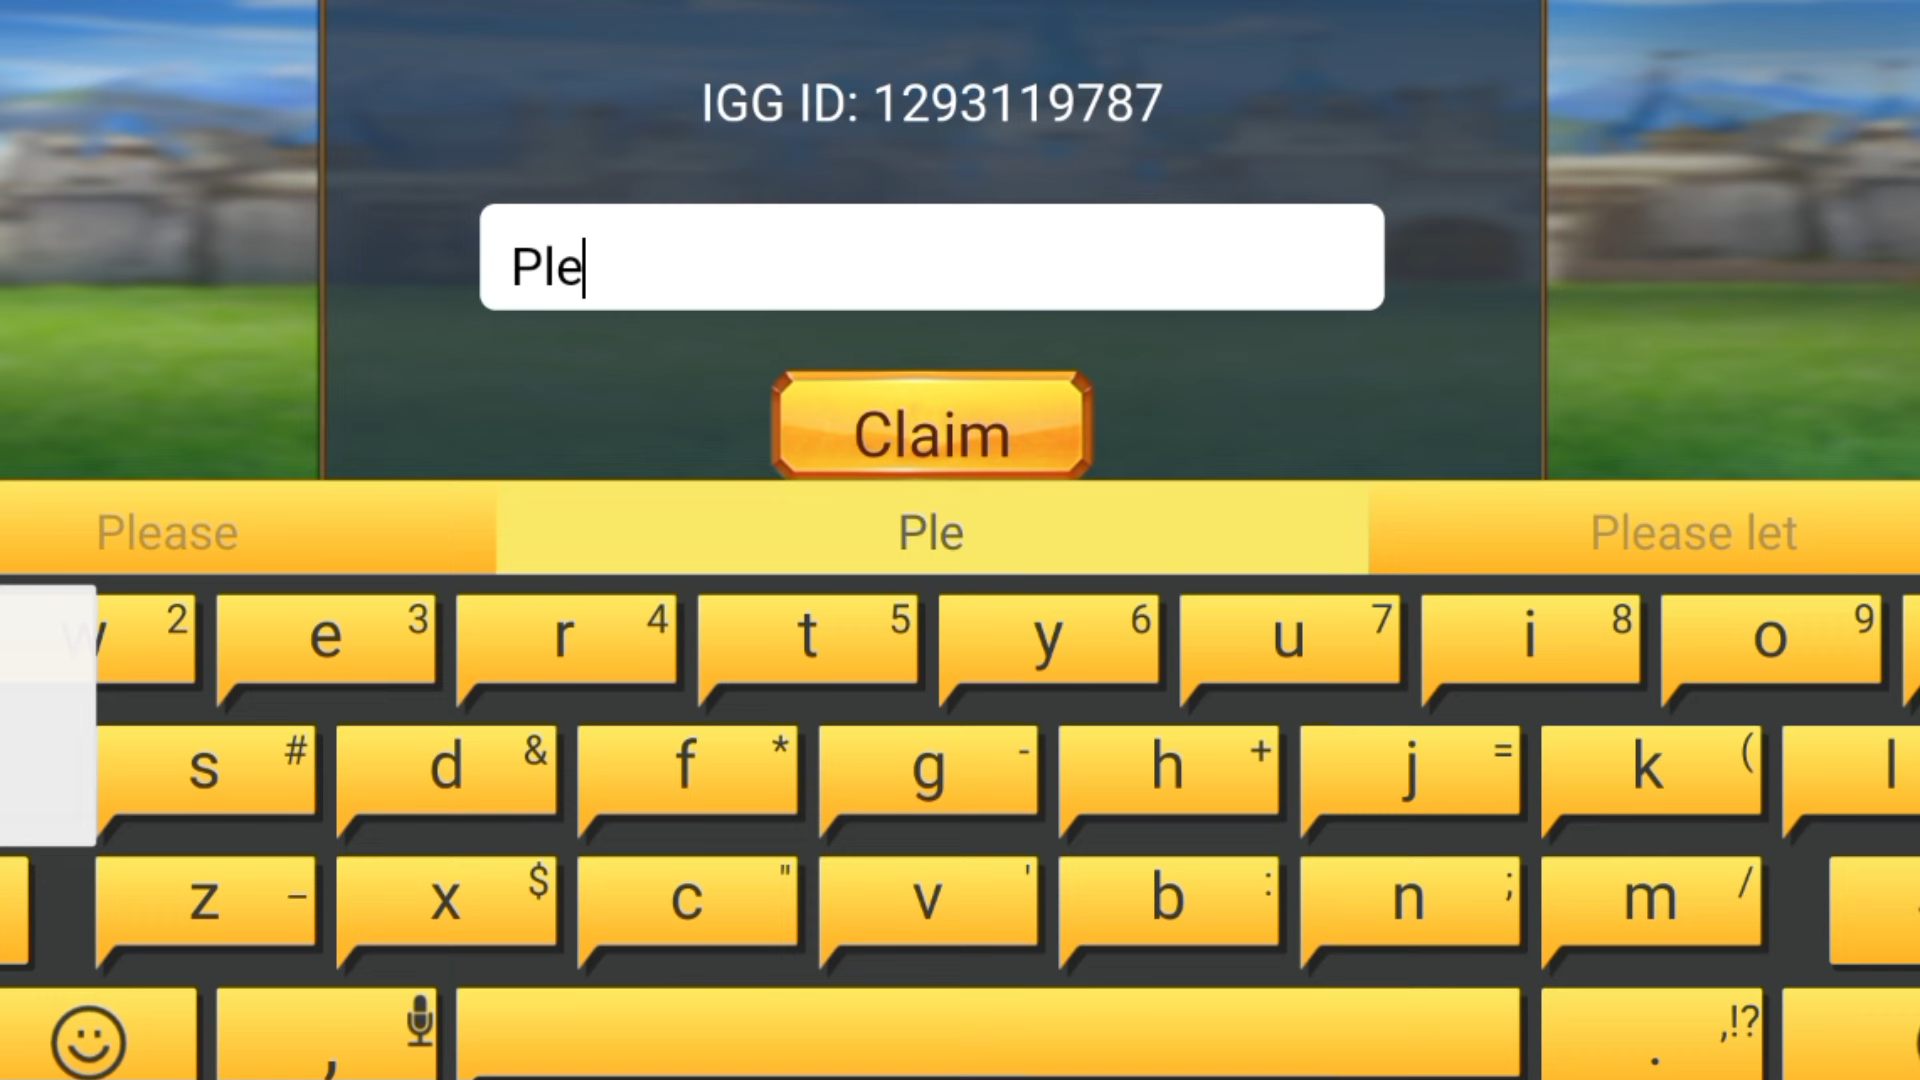 IGG ID: 1293119787
Ple
Claim
Please Ple Please let
w 2 e 3 r 4 t 5 y 6 u 7 i 8 o 9
s # d & f * g - h + j = k ( l
z _ x $ c " v ' b : n ; m /
, . ,!?